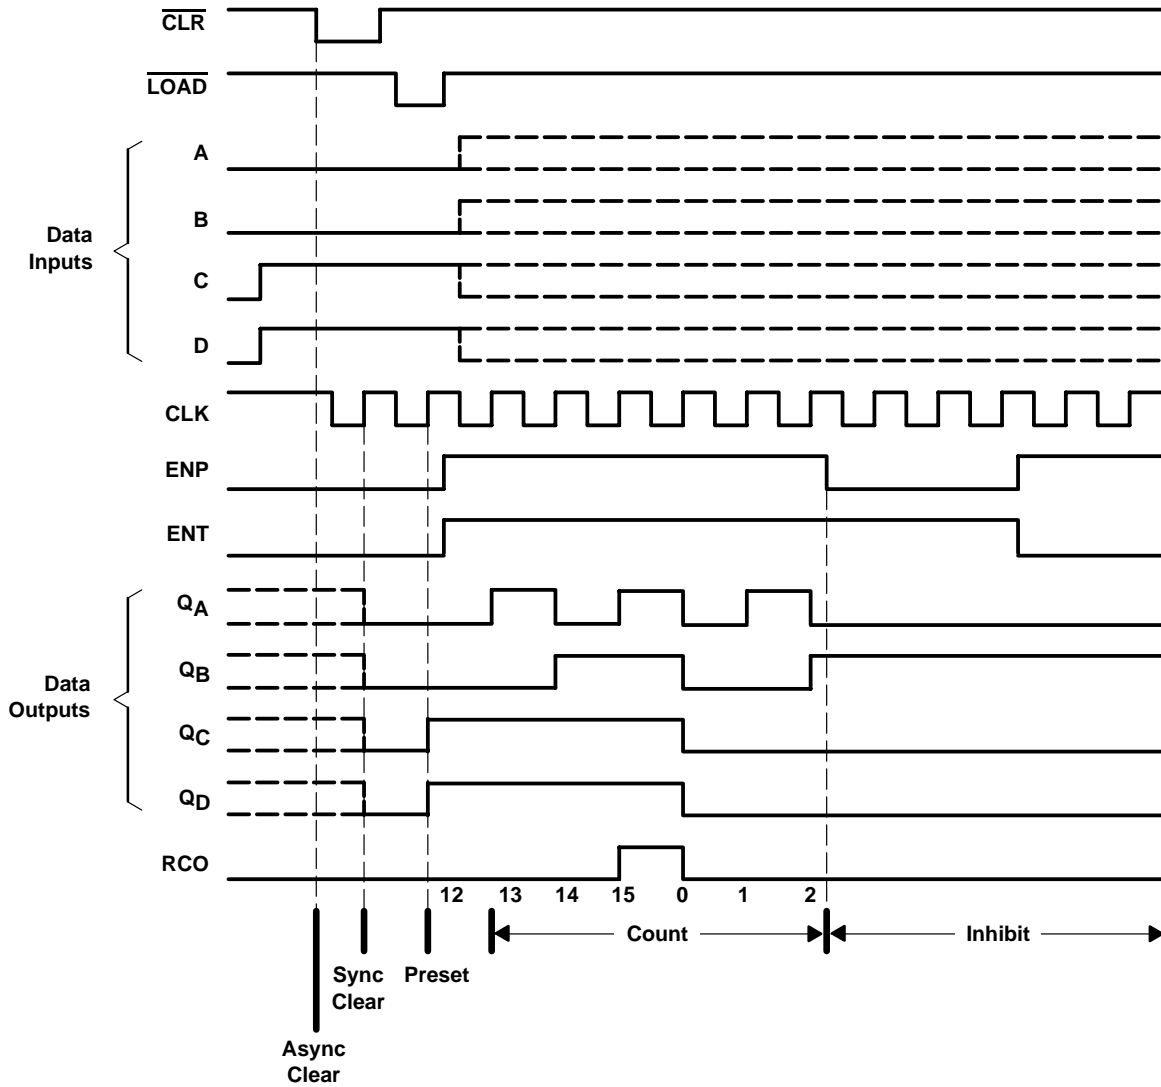 CLR
LOAD
A
B
Data
Inputs
C
D
CLK
ENP
ENT
QA
QB
Data
Outputs
QC
QD
RCO
12 13 14 15 0 1 2
Count Inhibit
Sync
Clear
Preset
Async
Clear